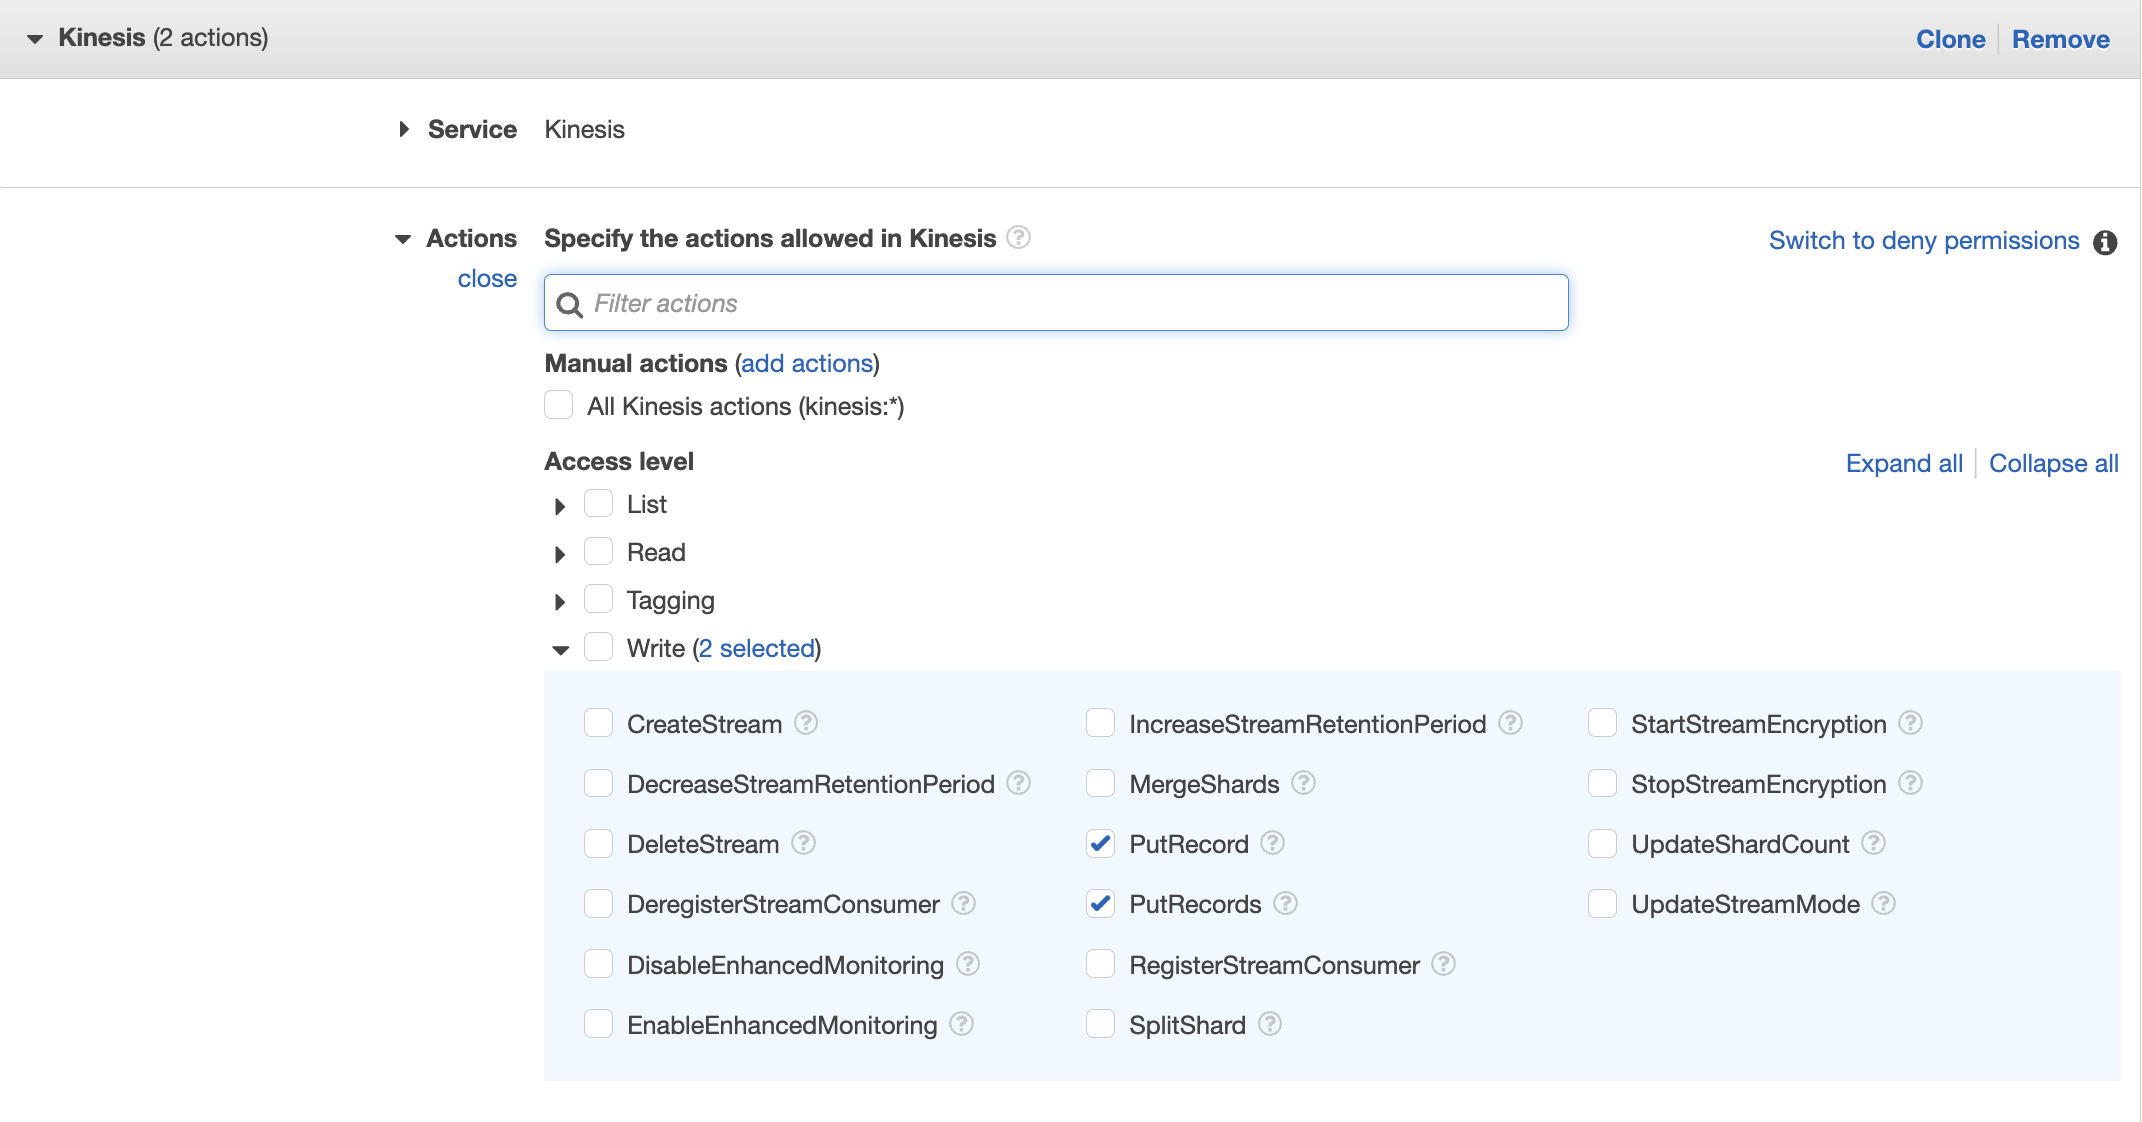 Kinesis (2 actions) Clone Remove
Service Kinesis
Actions Specify the actions allowed in Kinesis ? Switch to deny permissions i
close
Filter actions
Manual actions (add actions)
All Kinesis actions (kinesis:*)
Access level Expand all Collapse all
List
Read
Tagging
Write (2 selected)
CreateStream ? IncreaseStreamRetentionPeriod ? StartStreamEncryption ?
DecreaseStreamRetentionPeriod ? MergeShards ? StopStreamEncryption ?
DeleteStream ? PutRecord ? UpdateShardCount ?
DeregisterStreamConsumer ? PutRecords ? UpdateStreamMode ?
DisableEnhancedMonitoring ? RegisterStreamConsumer ?
EnableEnhancedMonitoring ? SplitShard ?